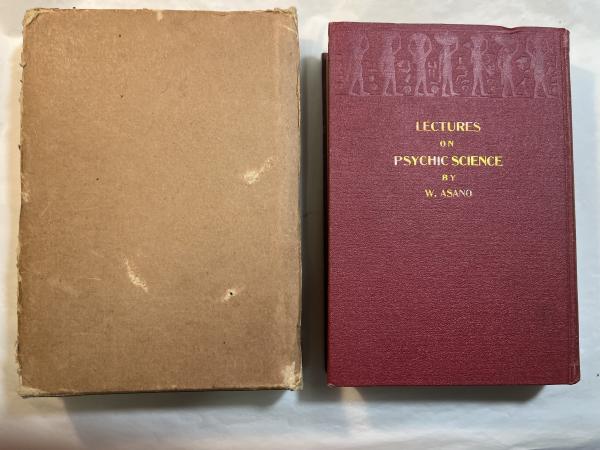 LECTURES
ON
PSYCHIC SCIENCE
BY
W. ASANO